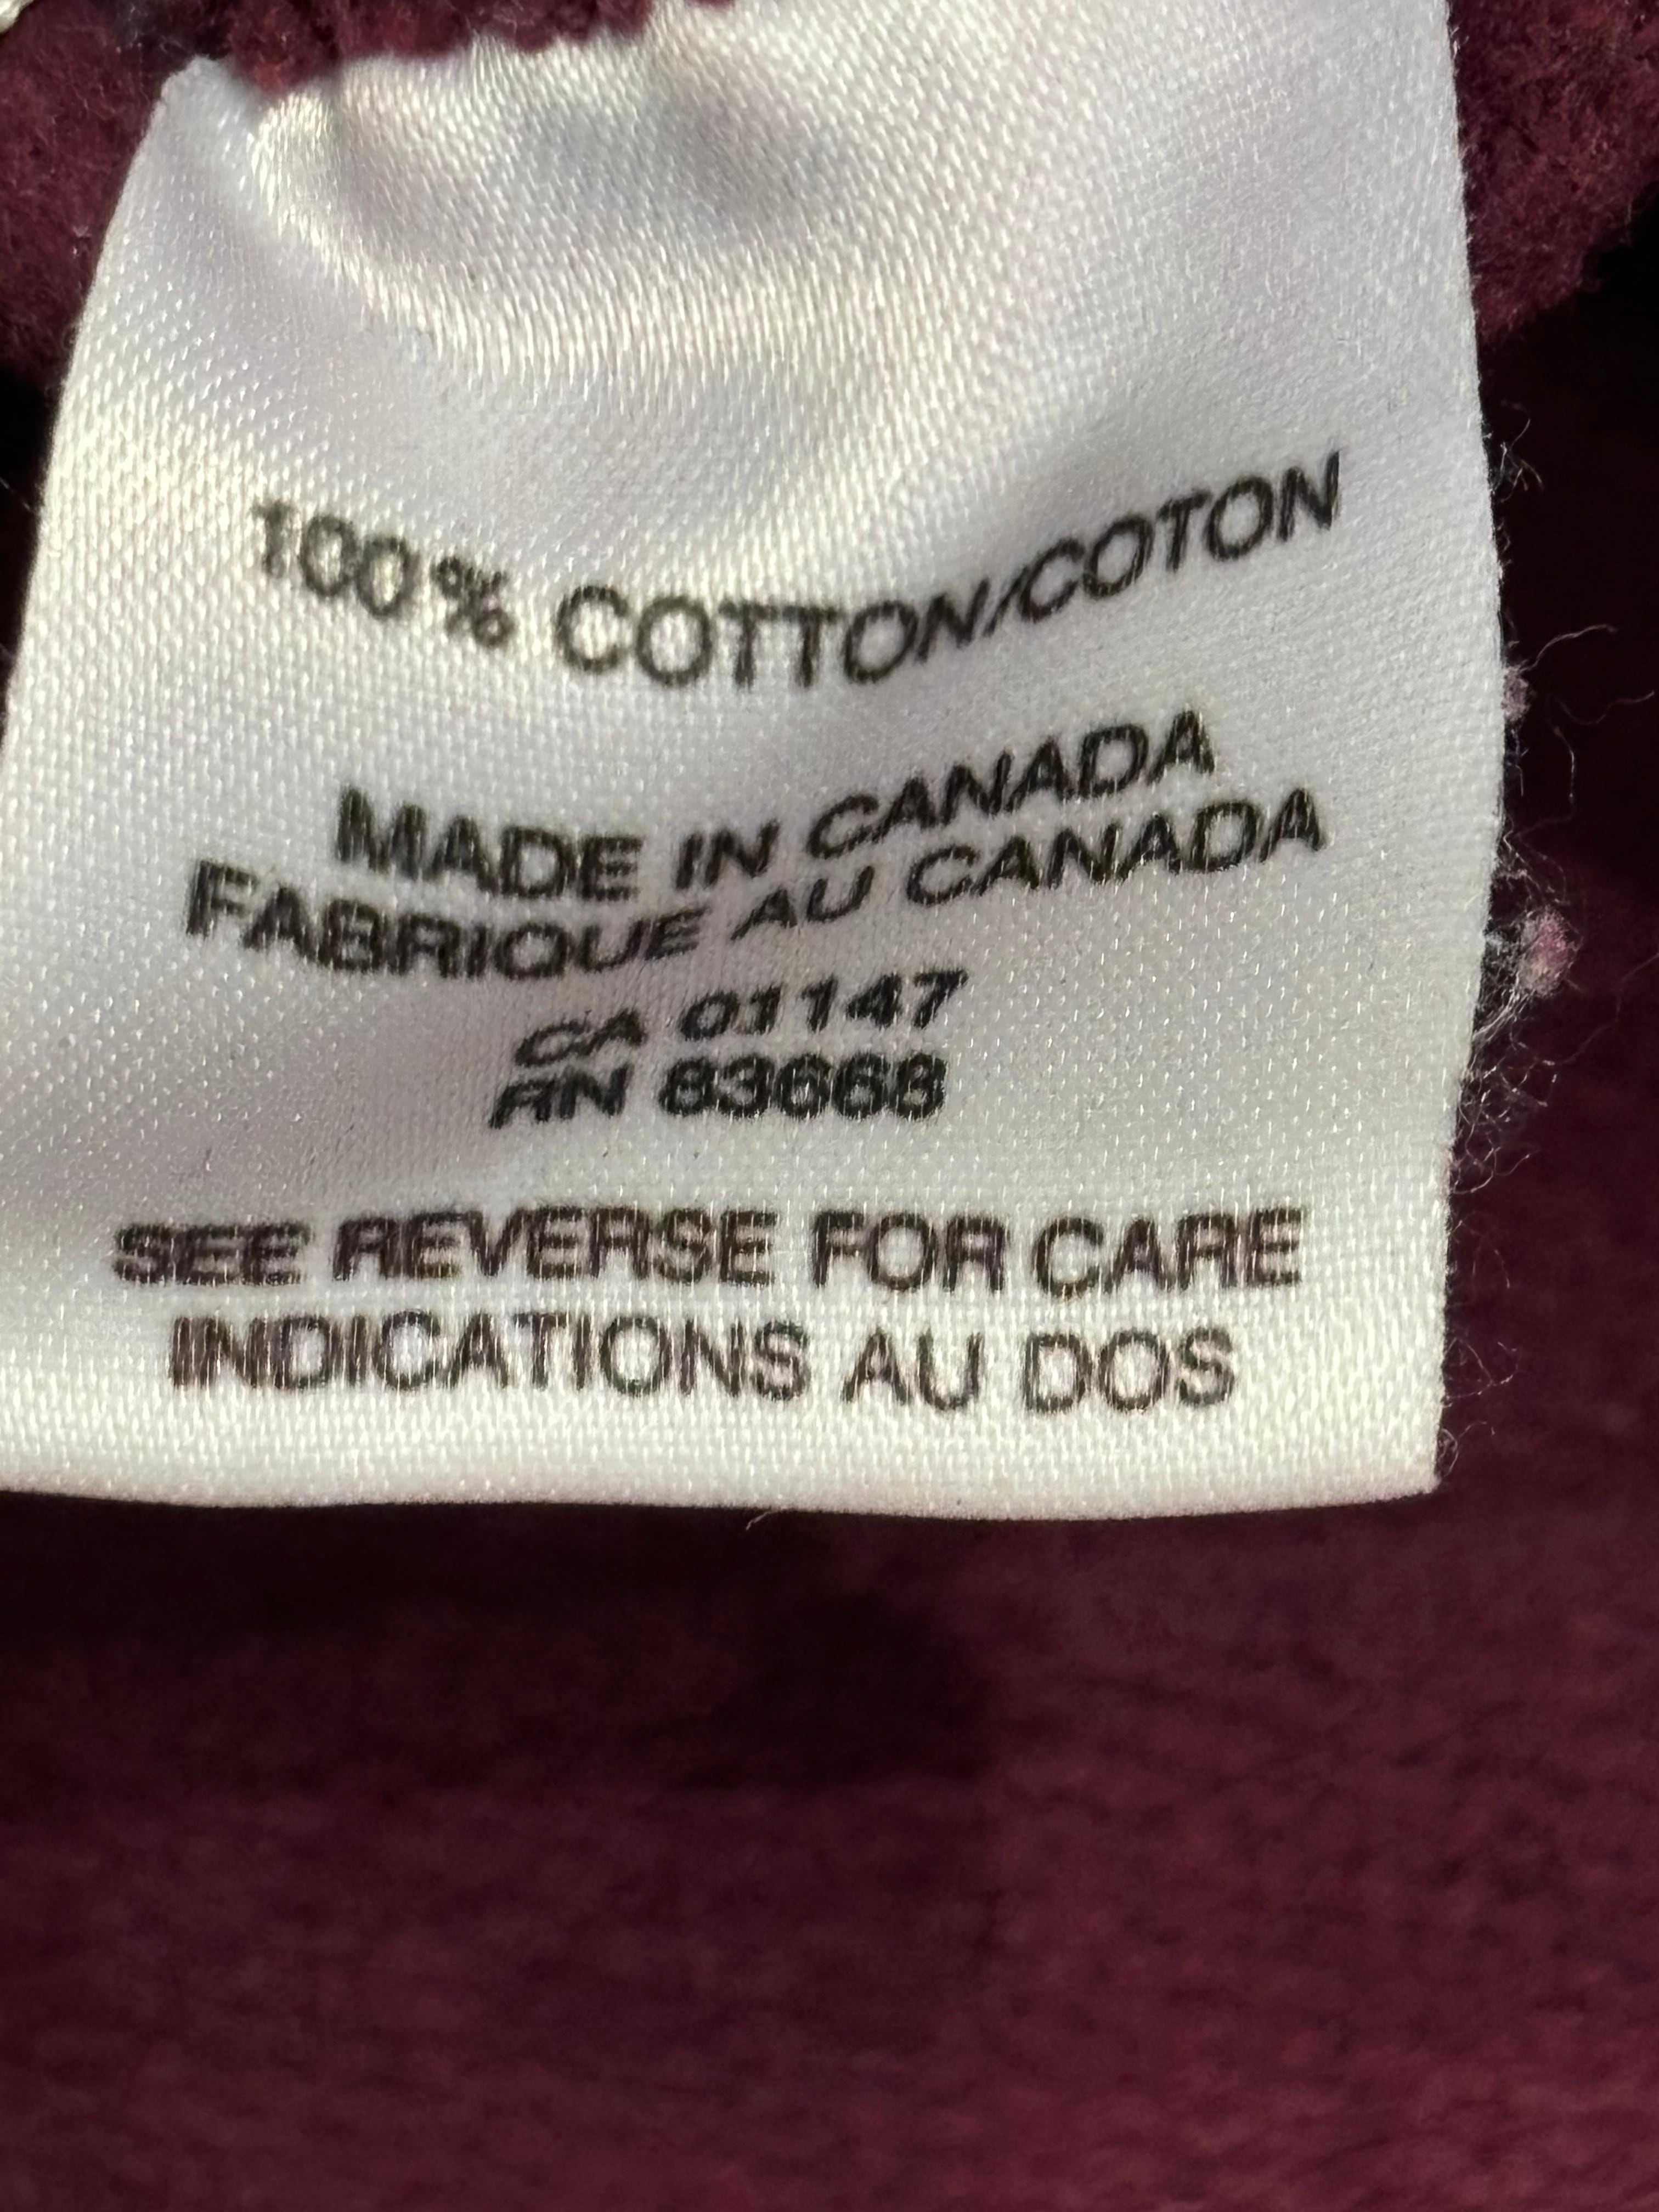 100% COTTON/COTON
MADE IN CANADA
FABRIQUE AU CANADA
CA 01147
RN 83668
SEE REVERSE FOR CARE
INDICATIONS AU DOS